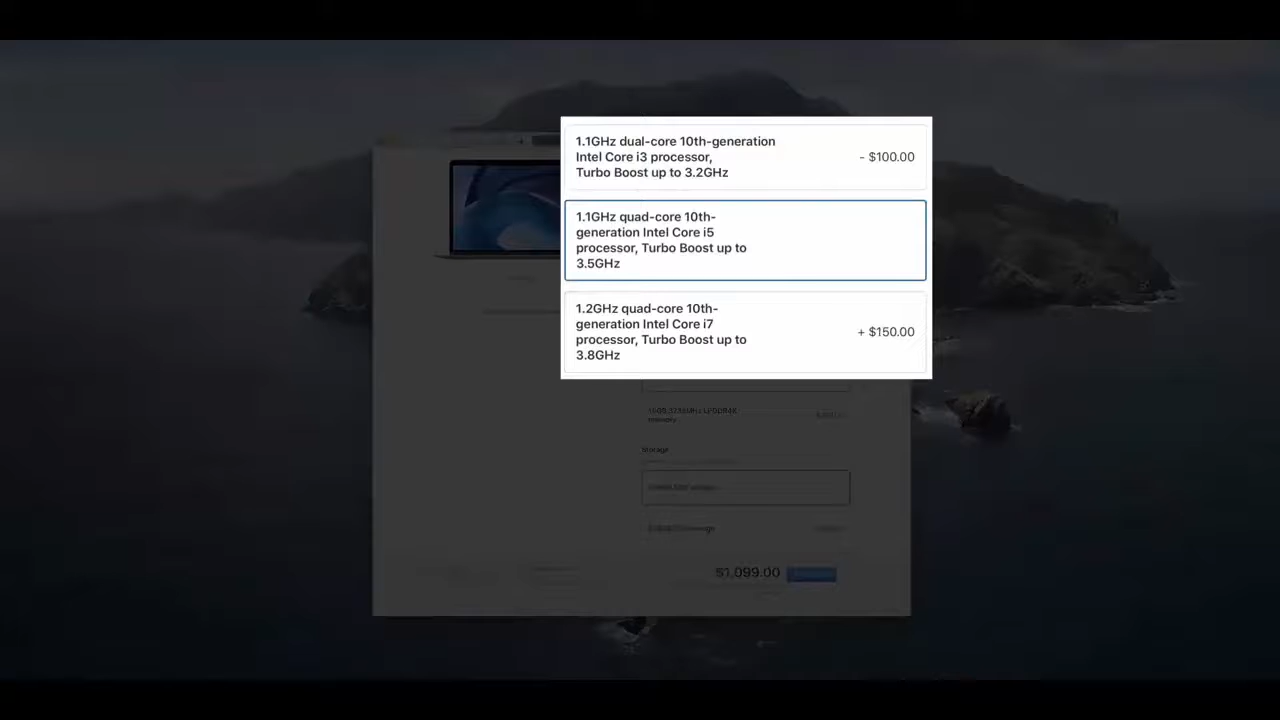 1.1GHz dual-core 10th-generation
Intel Core i3 processor,
Turbo Boost up to 3.2GHz
- $100.00
1.1GHz quad-core 10th-
generation Intel Core i5
processor, Turbo Boost up to
3.5GHz
1.2GHz quad-core 10th-
generation Intel Core i7
processor, Turbo Boost up to
3.8GHz
+ $150.00
memory
Storage
$1,099.00